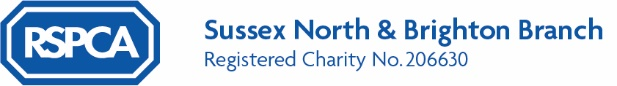 RSPCA
Sussex North & Brighton Branch
Registered Charity No. 206630